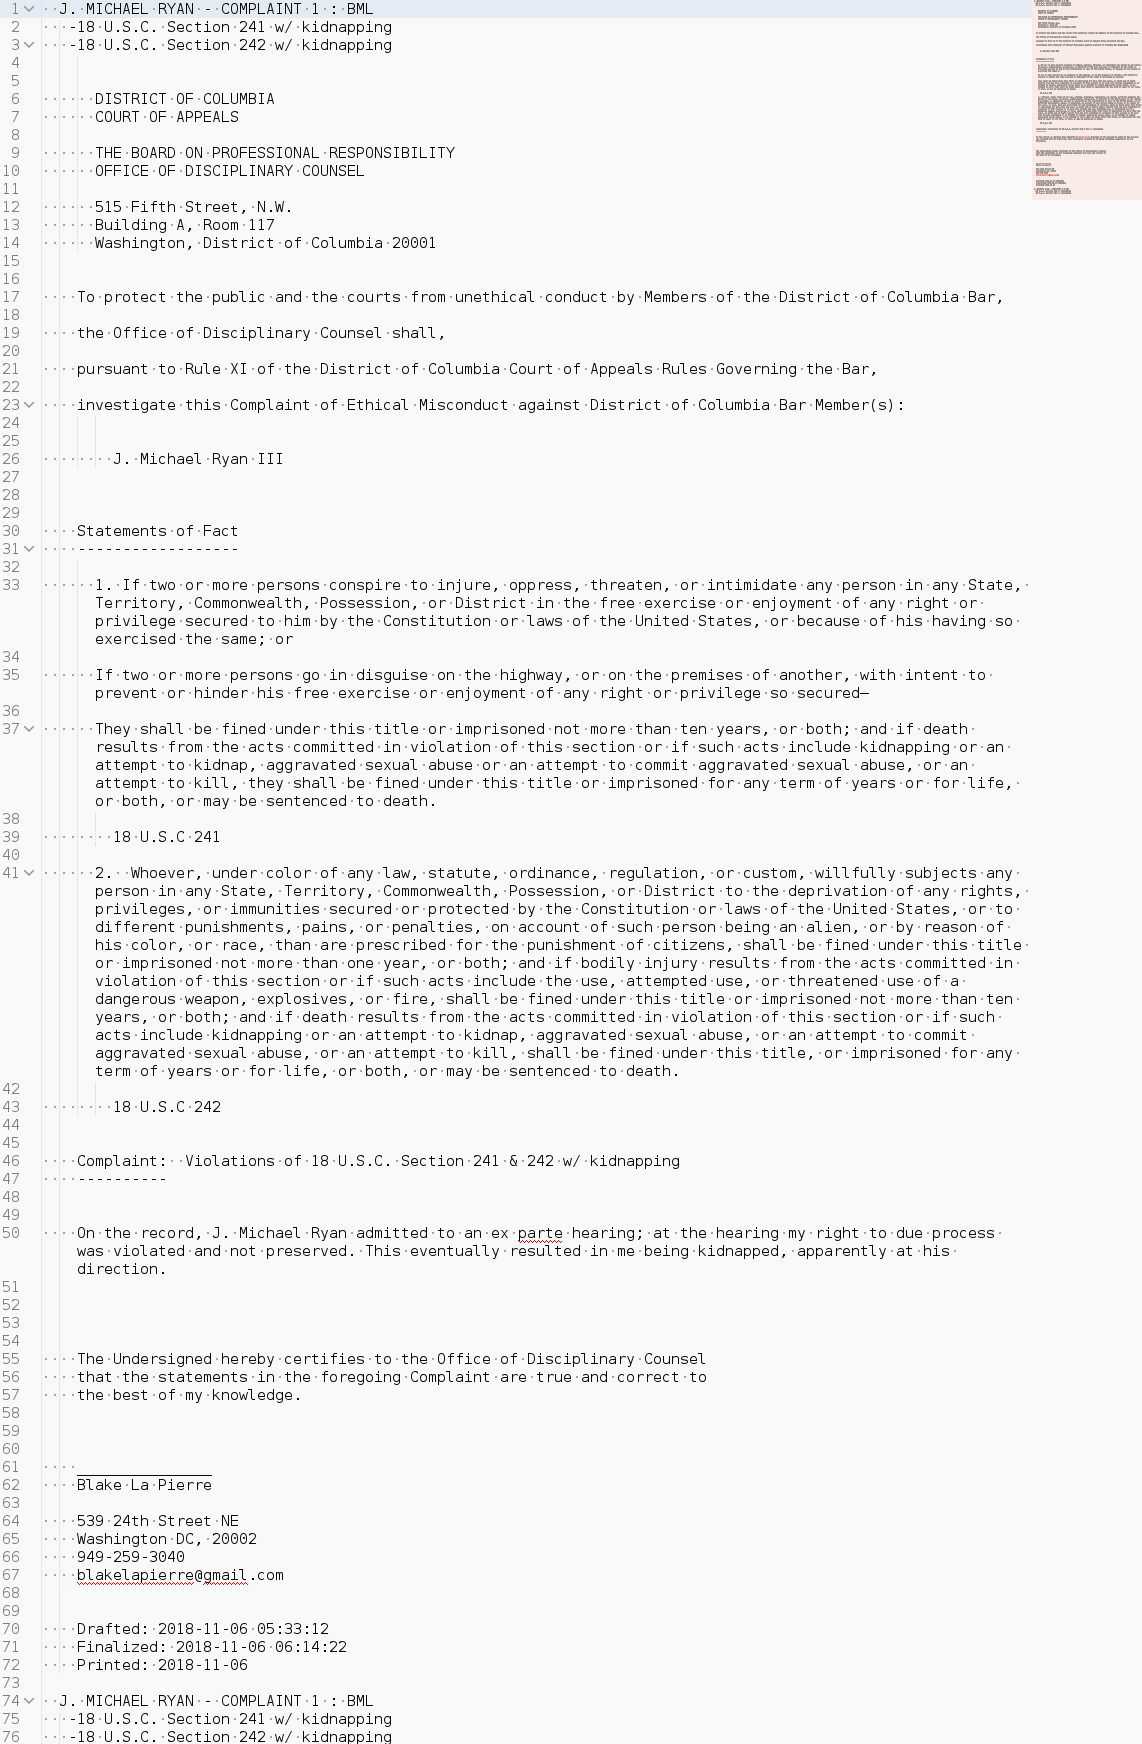 1 J. MICHAEL RYAN - COMPLAINT 1 : BML
2 -18 U.S.C. Section 241 w/ kidnapping
3 -18 U.S.C. Section 242 w/ kidnapping
4
5
6 DISTRICT OF COLUMBIA
7 COURT OF APPEALS
8
9 THE BOARD ON PROFESSIONAL RESPONSIBILITY
10 OFFICE OF DISCIPLINARY COUNSEL
11
12 515 Fifth Street, N.W.
13 Building A, Room 117
14 Washington, District of Columbia 20001
15
16
17 To protect the public and the courts from unethical conduct by Members of the District of Columbia Bar,
18
19 the Office of Disciplinary Counsel shall,
20
21 pursuant to Rule XI of the District of Columbia Court of Appeals Rules Governing the Bar,
22
23 investigate this Complaint of Ethical Misconduct against District of Columbia Bar Member(s):
24
25
26 J. Michael Ryan III
27
28
29
30 Statements of Fact
31 ------------------
32
33 1. If two or more persons conspire to injure, oppress, threaten, or intimidate any person in any State,
Territory, Commonwealth, Possession, or District in the free exercise or enjoyment of any right or
privilege secured to him by the Constitution or laws of the United States, or because of his having so
exercised the same; or
34
35 If two or more persons go in disguise on the highway, or on the premises of another, with intent to
prevent or hinder his free exercise or enjoyment of any right or privilege so secured—
36
37 They shall be fined under this title or imprisoned not more than ten years, or both; and if death
results from the acts committed in violation of this section or if such acts include kidnapping or an
attempt to kidnap, aggravated sexual abuse or an attempt to commit aggravated sexual abuse, or an
attempt to kill, they shall be fined under this title or imprisoned for any term of years or for life,
or both, or may be sentenced to death.
38
39 18 U.S.C 241
40
41 2.  Whoever, under color of any law, statute, ordinance, regulation, or custom, willfully subjects any
person in any State, Territory, Commonwealth, Possession, or District to the deprivation of any rights,
privileges, or immunities secured or protected by the Constitution or laws of the United States, or to
different punishments, pains, or penalties, on account of such person being an alien, or by reason of
his color, or race, than are prescribed for the punishment of citizens, shall be fined under this title
or imprisoned not more than one year, or both; and if bodily injury results from the acts committed in
violation of this section or if such acts include the use, attempted use, or threatened use of a
dangerous weapon, explosives, or fire, shall be fined under this title or imprisoned not more than ten
years, or both; and if death results from the acts committed in violation of this section or if such
acts include kidnapping or an attempt to kidnap, aggravated sexual abuse, or an attempt to commit
aggravated sexual abuse, or an attempt to kill, shall be fined under this title, or imprisoned for any
term of years or for life, or both, or may be sentenced to death.
42
43 18 U.S.C 242
44
45
46 Complaint:  Violations of 18 U.S.C. Section 241 & 242 w/ kidnapping
47 ----------
48
49
50 On the record, J. Michael Ryan admitted to an ex parte hearing; at the hearing my right to due process
was violated and not preserved. This eventually resulted in me being kidnapped, apparently at his
direction.
51
52
53
54
55 The Undersigned hereby certifies to the Office of Disciplinary Counsel
56 that the statements in the foregoing Complaint are true and correct to
57 the best of my knowledge.
58
59
60
61 _______________
62 Blake La Pierre
63
64 539 24th Street NE
65 Washington DC, 20002
66 949-259-3040
67 blakelapierre@gmail.com
68
69
70 Drafted: 2018-11-06 05:33:12
71 Finalized: 2018-11-06 06:14:22
72 Printed: 2018-11-06
73
74 J. MICHAEL RYAN - COMPLAINT 1 : BML
75 -18 U.S.C. Section 241 w/ kidnapping
76 -18 U.S.C. Section 242 w/ kidnapping